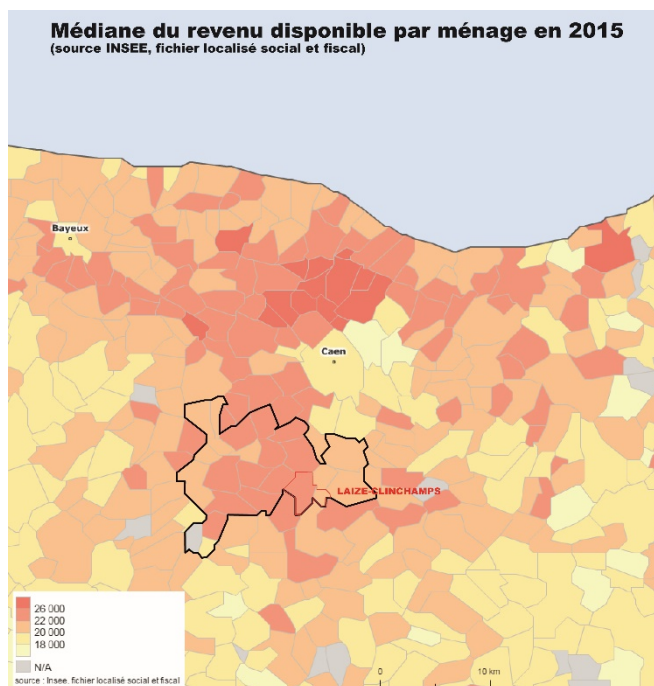 Médiane du revenu disponible par ménage en 2015
(source INSEE, fichier localisé social et fiscal)
Bayeux
Caen
LAIZE-CLINCHAMPS
26 000
22 000
20 000
18 000
N/A
source : Insee, fichier localisé social et fiscal
0 10 km